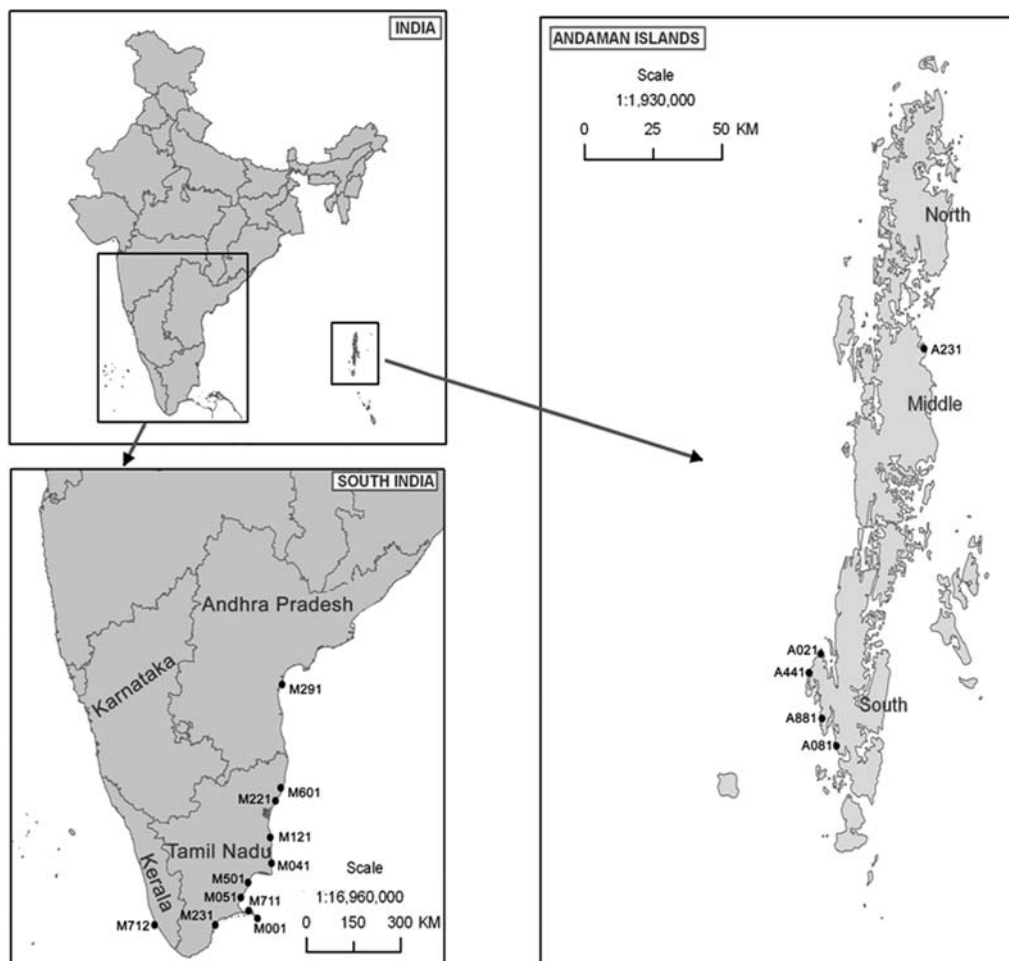 INDIA
SOUTH INDIA
Andhra Pradesh
Karnataka
M291
M601
M221
M121
Tamil Nadu
M041
Kerala
M501
M051
M711
M231
M712
M001
Scale
1:16,960,000
0 150 300 KM
ANDAMAN ISLANDS
Scale
1:1,930,000
0 25 50 KM
North
A231
Middle
A021
A441
South
A881
A081